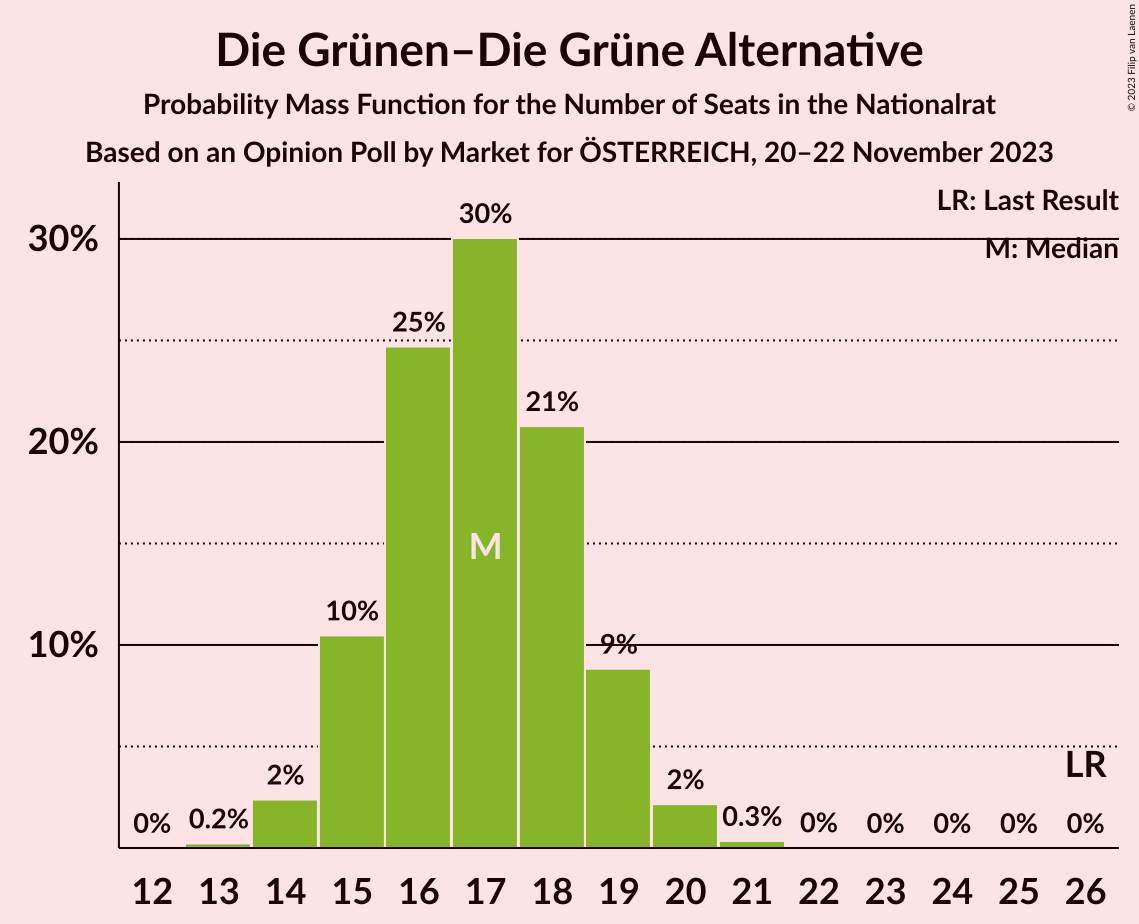 Die Grünen–Die Grüne Alternative
Probability Mass Function for the Number of Seats in the Nationalrat
Based on an Opinion Poll by Market for ÖSTERREICH, 20–22 November 2023
© 2023 Filip van Laenen
LR: Last Result
M: Median
30%
20%
10%
0% 0.2% 2% 10% 25% 30% 21% 9% 2% 0.3% 0% 0% 0% 0% 0%
M
LR
12 13 14 15 16 17 18 19 20 21 22 23 24 25 26